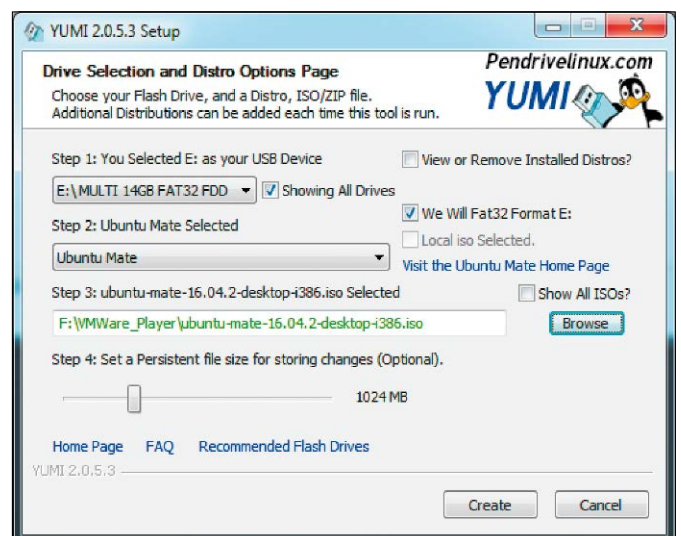 YUMI 2.0.5.3 Setup
Drive Selection and Distro Options Page
Choose your Flash Drive, and a Distro, ISO/ZIP file.
Additional Distributions can be added each time this tool is run.
Pendrivelinux.com
YUMI
Step 1: You Selected E: as your USB Device
View or Remove Installed Distros?
E:\MULTI 14GB FAT32 FDD
Showing All Drives
We Will Fat32 Format E:
Step 2: Ubuntu Mate Selected
Local iso Selected.
Ubuntu Mate
Visit the Ubuntu Mate Home Page
Step 3: ubuntu-mate-16.04.2-desktop-i386.iso Selected
Show All ISOs?
F:\VMWare_Player\ubuntu-mate-16.04.2-desktop-i386.iso
Browse
Step 4: Set a Persistent file size for storing changes (Optional).
1024 MB
Home Page FAQ Recommended Flash Drives
YUMI 2.0.5.3
Create Cancel